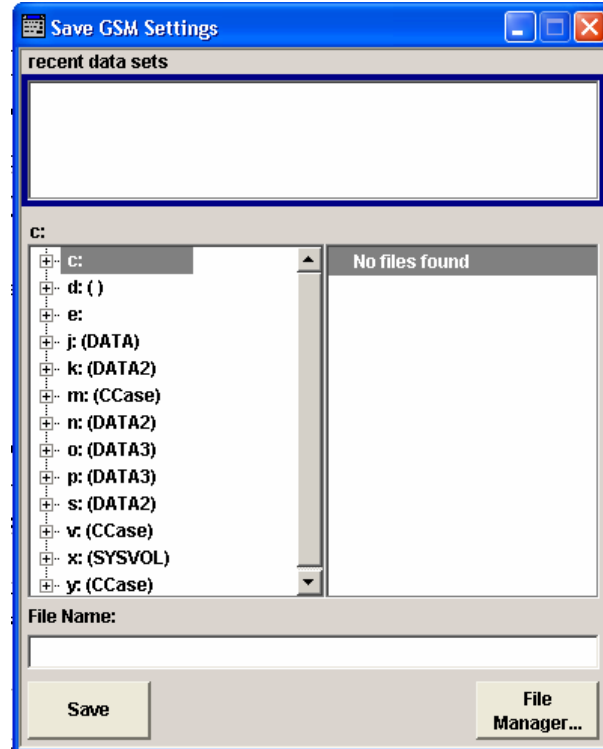 Save GSM Settings
recent data sets
c:
c:
No files found
d: ( )
e:
j: (DATA)
k: (DATA2)
m: (CCase)
n: (DATA2)
o: (DATA3)
p: (DATA3)
s: (DATA2)
v: (CCase)
x: (SYSVOL)
y: (CCase)
File Name:
Save
File
Manager...